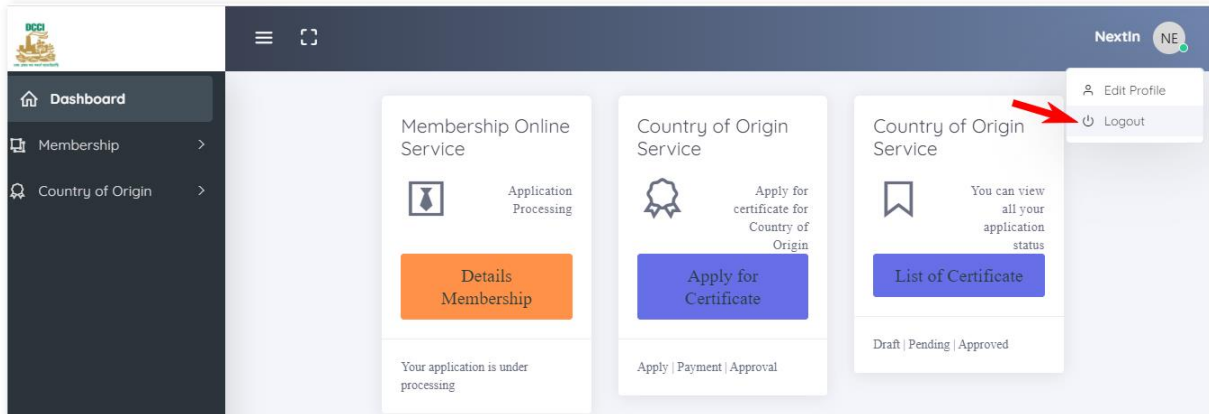 DCCI
NextIn
NE
Edit Profile
Logout
Dashboard
Membership
Country of Origin
Membership Online
Service
Application
Processing
Details
Membership
Your application is under
processing
Country of Origin
Service
Apply for
certificate for
Country of
Origin
Apply for
Certificate
Apply | Payment | Approval
Country of Origin
Service
You can view
all your
application
status
List of Certificate
Draft | Pending | Approved